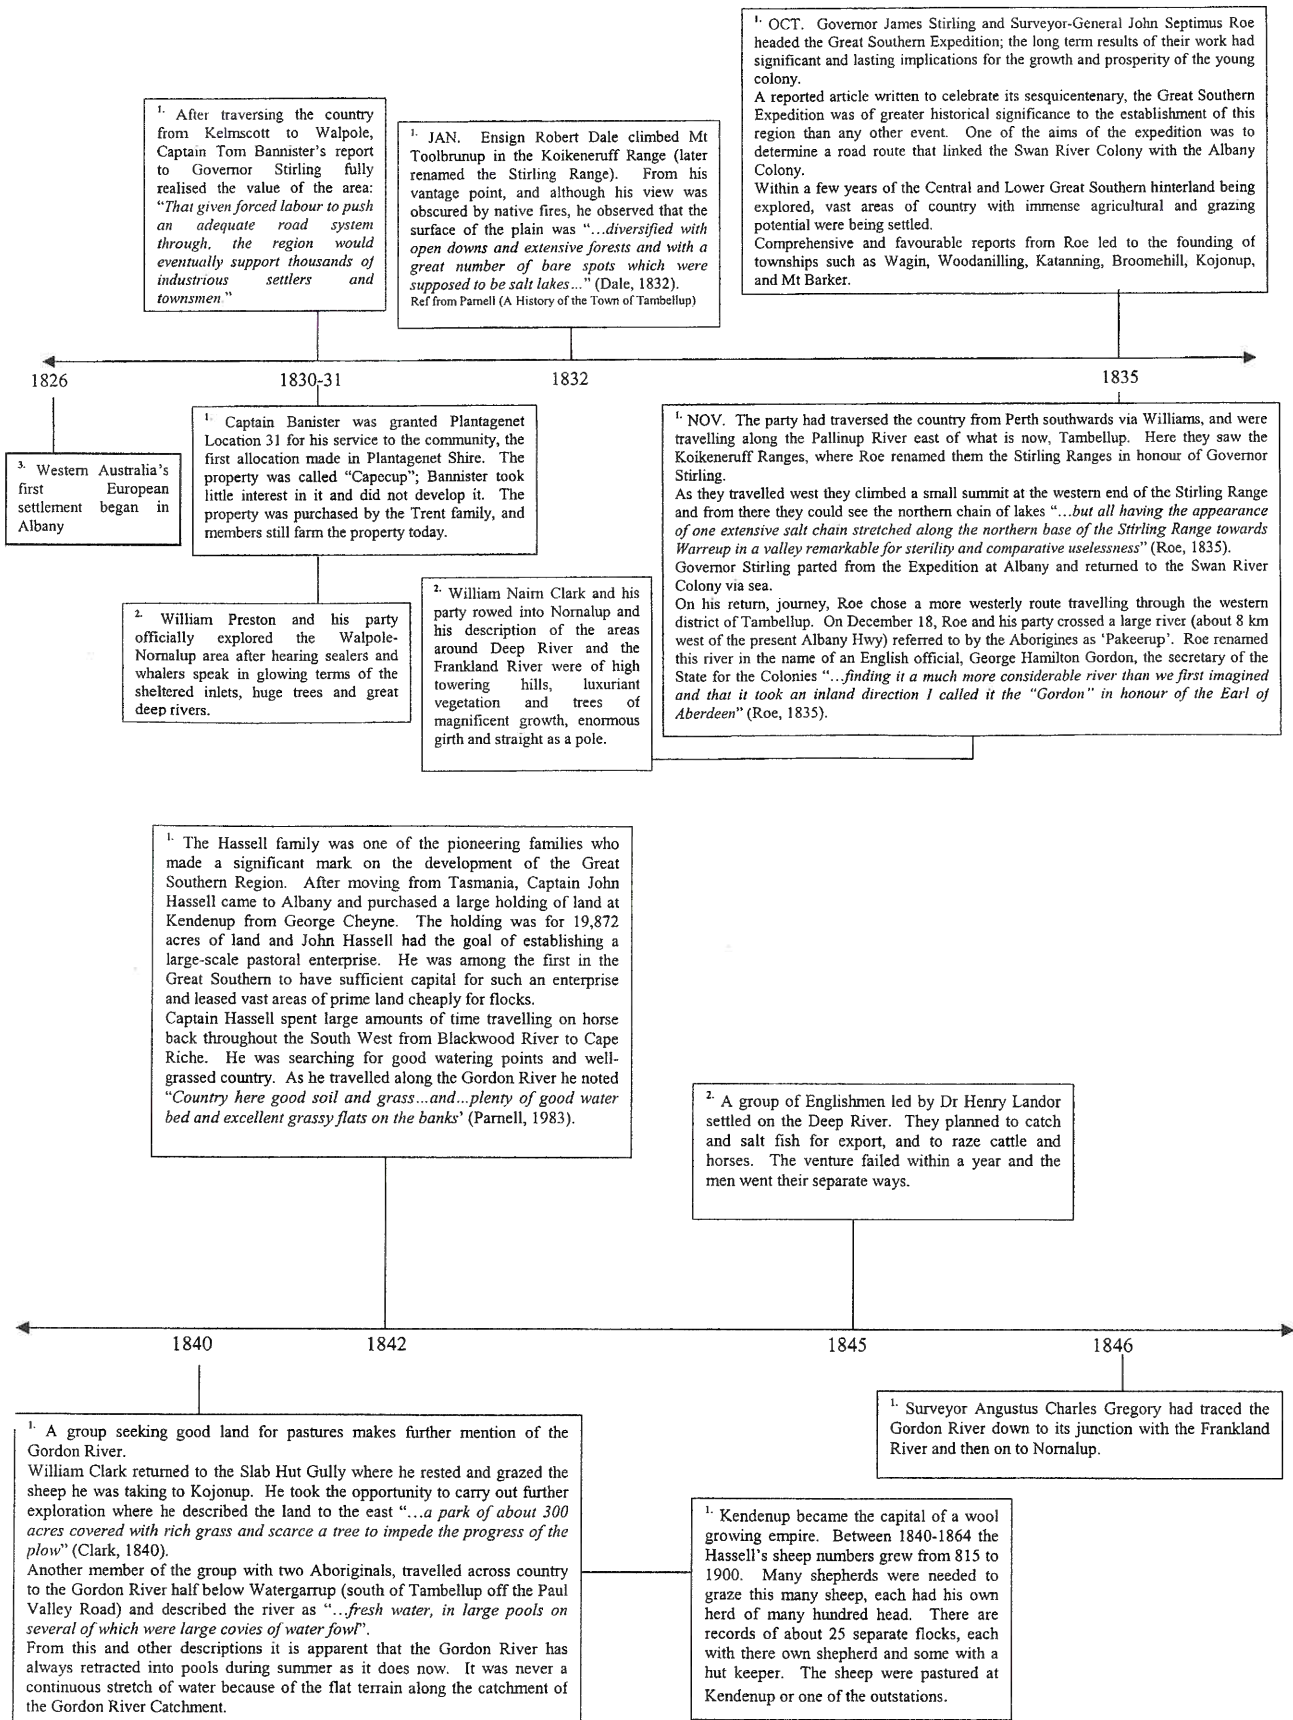 1. OCT. Governor James Stirling and Surveyor-General John Septimus Roe
headed the Great Southern Expedition; the long term results of their work had
significant and lasting implications for the growth and prosperity of the young
colony.
A reported article written to celebrate its sesquicentenary, the Great Southern
Expedition was of greater historical significance to the establishment of this
region than any other event. One of the aims of the expedition was to
determine a road route that linked the Swan River Colony with the Albany
Colony.
Within a few years of the Central and Lower Great Southern hinterland being
explored, vast areas of country with immense agricultural and grazing
potential were being settled.
Comprehensive and favourable reports from Roe led to the founding of
townships such as Wagin, Woodanilling, Katanning, Broomehill, Kojonup,
and Mt Barker.
1. After traversing the country
from Kelmscott to Walpole,
Captain Tom Bannister's report
to Governor Stirling fully
realised the value of the area:
"That given forced labour to push
an adequate road system
through, the region would
eventually support thousands of
industrious settlers and
townsmen."
1. JAN. Ensign Robert Dale climbed Mt
Toolbrunup in the Koikeneruff Range (later
renamed the Stirling Range). From his
vantage point, and although his view was
obscured by native fires, he observed that the
surface of the plain was "...diversified with
open downs and extensive forests and with a
great number of bare spots which were
supposed to be salt lakes..." (Dale, 1832).
Ref from Parnell (A History of the Town of Tambellup)
1826
1830-31
1832
1835
3. Western Australia's
first European
settlement began in
Albany
1. Captain Banister was granted Plantagenet
Location 31 for his service to the community, the
first allocation made in Plantagenet Shire. The
property was called "Capecup"; Bannister took
little interest in it and did not develop it. The
property was purchased by the Trent family, and
members still farm the property today.
2. William Preston and his party
officially explored the Walpole-
Nornalup area after hearing sealers and
whalers speak in glowing terms of the
sheltered inlets, huge trees and great
deep rivers.
2. William Nairn Clark and his
party rowed into Nornalup and
his description of the areas
around Deep River and the
Frankland River were of high
towering hills, luxuriant
vegetation and trees of
magnificent growth, enormous
girth and straight as a pole.
1. NOV. The party had traversed the country from Perth southwards via Williams, and were
travelling along the Pallinup River east of what is now, Tambellup. Here they saw the
Koikeneruff Ranges, where Roe renamed them the Stirling Ranges in honour of Governor
Stirling.
As they travelled west they climbed a small summit at the western end of the Stirling Range
and from there they could see the northern chain of lakes "...but all having the appearance
of one extensive salt chain stretched along the northern base of the Stirling Range towards
Warreup in a valley remarkable for sterility and comparative uselessness" (Roe, 1835).
Governor Stirling parted from the Expedition at Albany and returned to the Swan River
Colony via sea.
On his return, journey, Roe chose a more westerly route travelling through the western
district of Tambellup. On December 18, Roe and his party crossed a large river (about 8 km
west of the present Albany Hwy) referred to by the Aborigines as 'Pakeerup'. Roe renamed
this river in the name of an English official, George Hamilton Gordon, the secretary of the
State for the Colonies "...finding it a much more considerable river than we first imagined
and that it took an inland direction I called it the "Gordon" in honour of the Earl of
Aberdeen" (Roe, 1835).
1. The Hassell family was one of the pioneering families who
made a significant mark on the development of the Great
Southern Region. After moving from Tasmania, Captain John
Hassell came to Albany and purchased a large holding of land at
Kendenup from George Cheyne. The holding was for 19,872
acres of land and John Hassell had the goal of establishing a
large-scale pastoral enterprise. He was among the first in the
Great Southern to have sufficient capital for such an enterprise
and leased vast areas of prime land cheaply for flocks.
Captain Hassell spent large amounts of time travelling on horse
back throughout the South West from Blackwood River to Cape
Riche. He was searching for good watering points and well-
grassed country. As he travelled along the Gordon River he noted
"Country here good soil and grass...and...plenty of good water
bed and excellent grassy flats on the banks' (Parnell, 1983).
2. A group of Englishmen led by Dr Henry Landor
settled on the Deep River. They planned to catch
and salt fish for export, and to raze cattle and
horses. The venture failed within a year and the
men went their separate ways.
1840
1842
1845
1846
1. A group seeking good land for pastures makes further mention of the
Gordon River.
William Clark returned to the Slab Hut Gully where he rested and grazed the
sheep he was taking to Kojonup. He took the opportunity to carry out further
exploration where he described the land to the east "...a park of about 300
acres covered with rich grass and scarce a tree to impede the progress of the
plow" (Clark, 1840).
Another member of the group with two Aboriginals, travelled across country
to the Gordon River half below Watergarrup (south of Tambellup off the Paul
Valley Road) and described the river as "...fresh water, in large pools on
several of which were large covies of water fowl".
From this and other descriptions it is apparent that the Gordon River has
always retracted into pools during summer as it does now. It was never a
continuous stretch of water because of the flat terrain along the catchment of
the Gordon River Catchment.
1. Surveyor Angustus Charles Gregory had traced the
Gordon River down to its junction with the Frankland
River and then on to Nornalup.
1. Kendenup became the capital of a wool
growing empire. Between 1840-1864 the
Hassell's sheep numbers grew from 815 to
1900. Many shepherds were needed to
graze this many sheep, each had his own
herd of many hundred head. There are
records of about 25 separate flocks, each
with there own shepherd and some with a
hut keeper. The sheep were pastured at
Kendenup or one of the outstations.